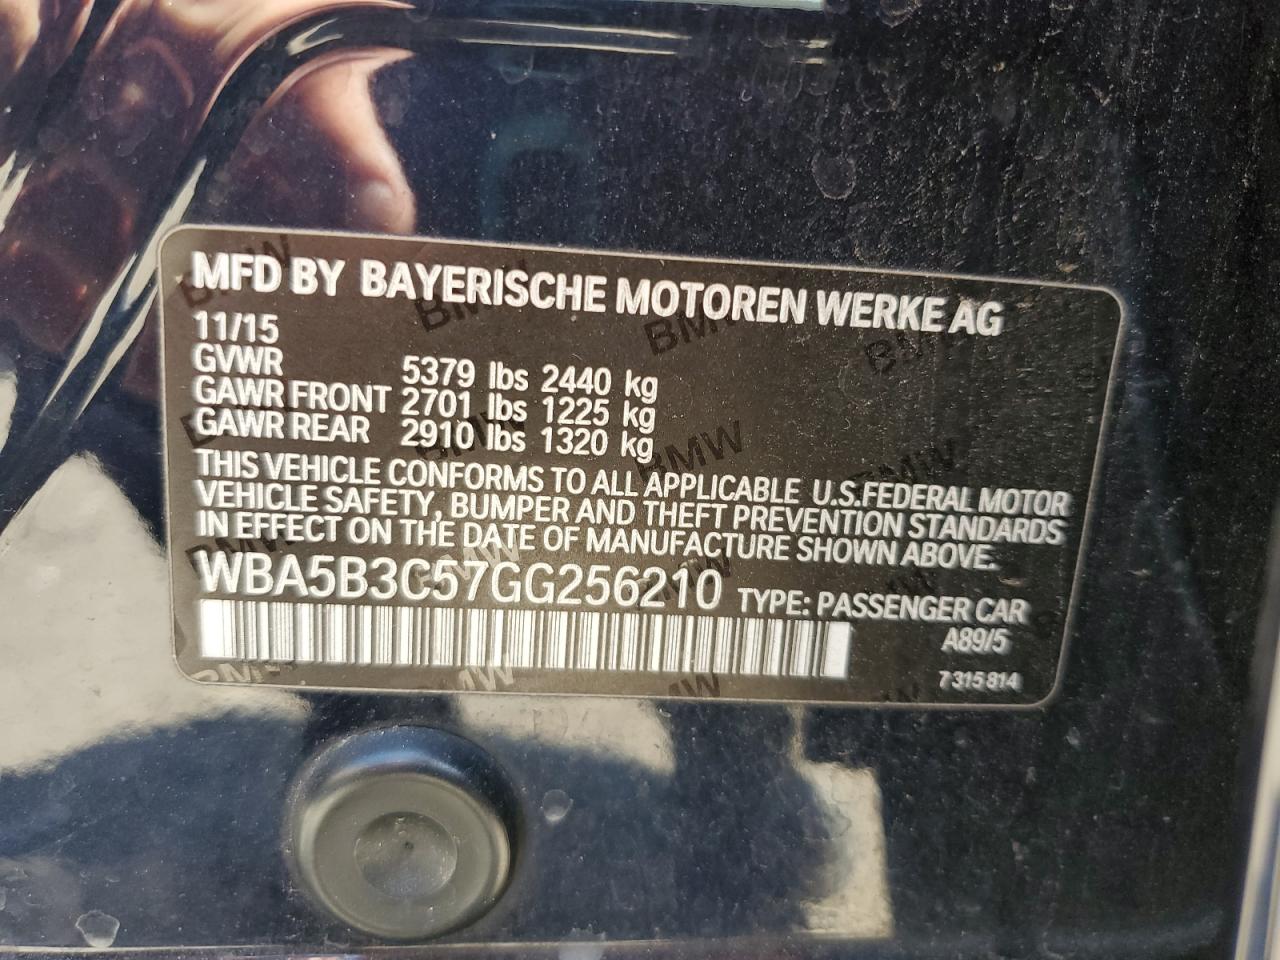 MFD BY BAYERISCHE MOTOREN WERKE AG
11/15
GVWR 5379 lbs 2440 kg
GAWR FRONT 2701 lbs 1225 kg
GAWR REAR 2910 lbs 1320 kg
THIS VEHICLE CONFORMS TO ALL APPLICABLE U.S.FEDERAL MOTOR
VEHICLE SAFETY, BUMPER AND THEFT PREVENTION STANDARDS
IN EFFECT ON THE DATE OF MANUFACTURE SHOWN ABOVE.
WBA5B3C57GG256210 TYPE: PASSENGER CAR
A89/5
7 315 814